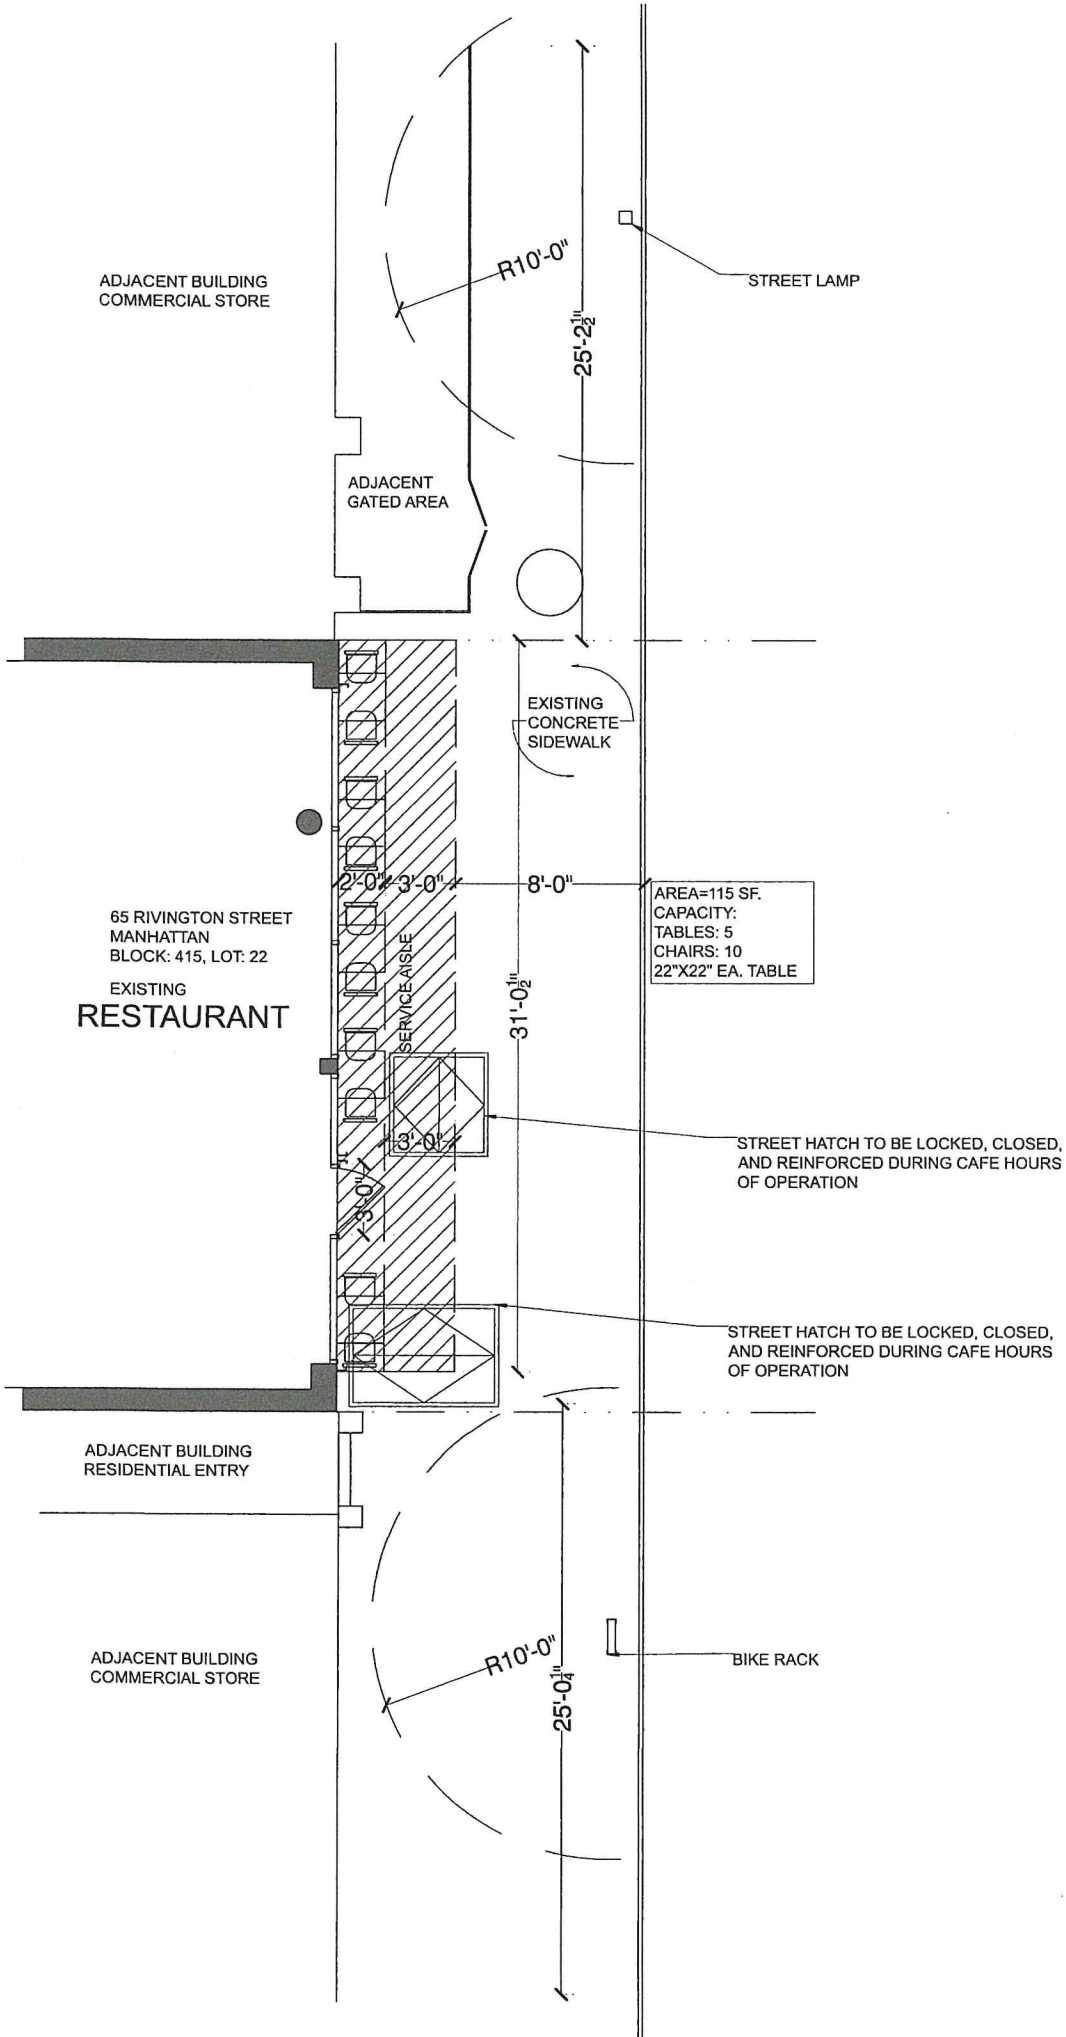 R10'-0"
ADJACENT BUILDING
COMMERCIAL STORE
STREET LAMP
25'-2½"
ADJACENT
GATED AREA
EXISTING
CONCRETE
SIDEWALK
2'-0"
3'-0"
8'-0"
AREA=115 SF.
CAPACITY:
TABLES: 5
CHAIRS: 10
22"X22" EA. TABLE
65 RIVINGTON STREET
MANHATTAN
BLOCK: 415, LOT: 22
EXISTING
RESTAURANT
SERVICE AISLE
31'-0½"
3'-0"
STREET HATCH TO BE LOCKED, CLOSED,
AND REINFORCED DURING CAFE HOURS
OF OPERATION
3'-0"
STREET HATCH TO BE LOCKED, CLOSED,
AND REINFORCED DURING CAFE HOURS
OF OPERATION
ADJACENT BUILDING
RESIDENTIAL ENTRY
ADJACENT BUILDING
COMMERCIAL STORE
R10'-0"
BIKE RACK
25'-0¼"